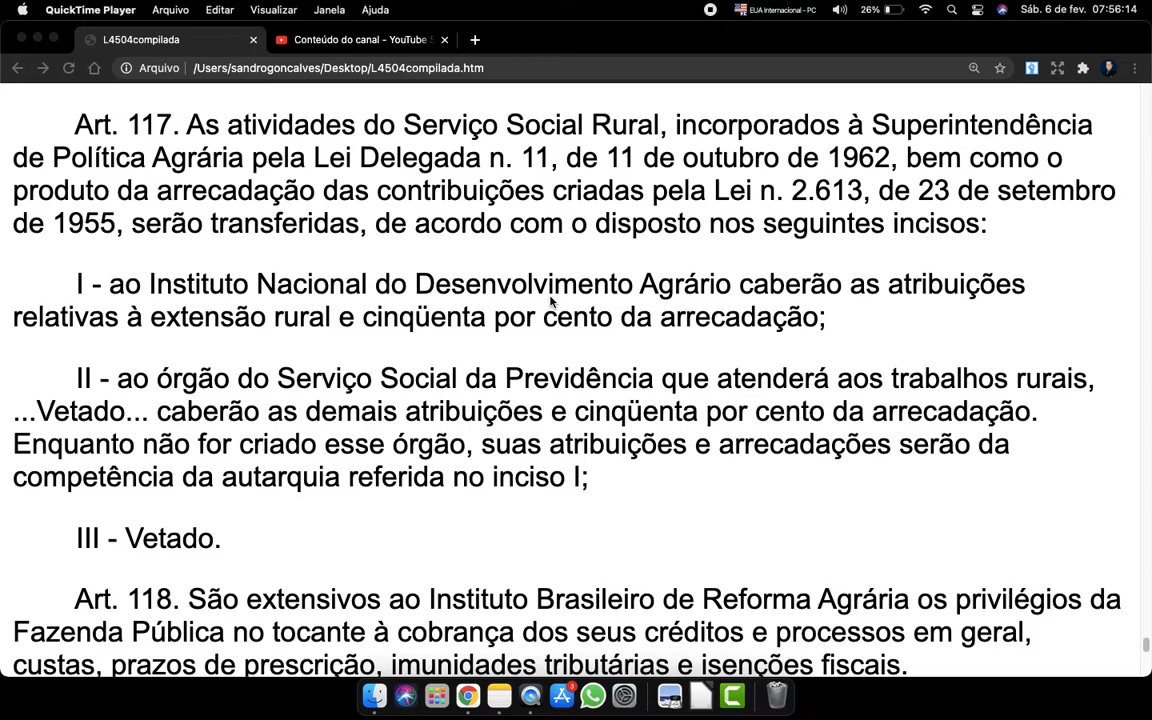 QuickTime Player Arquivo Editar Visualizar Janela Ajuda EUA Internacional - PC 26% Sáb. 6 de fev. 07:56:14
L4504compilada Conteúdo do canal - YouTube
Arquivo /Users/sandrogoncalves/Desktop/L4504compilada.htm
Art. 117. As atividades do Serviço Social Rural, incorporados à Superintendência
de Política Agrária pela Lei Delegada n. 11, de 11 de outubro de 1962, bem como o
produto da arrecadação das contribuições criadas pela Lei n. 2.613, de 23 de setembro
de 1955, serão transferidas, de acordo com o disposto nos seguintes incisos:
I - ao Instituto Nacional do Desenvolvimento Agrário caberão as atribuições
relativas à extensão rural e cinqüenta por cento da arrecadação;
II - ao órgão do Serviço Social da Previdência que atenderá aos trabalhos rurais,
...Vetado... caberão as demais atribuições e cinqüenta por cento da arrecadação.
Enquanto não for criado esse órgão, suas atribuições e arrecadações serão da
competência da autarquia referida no inciso I;
III - Vetado.
Art. 118. São extensivos ao Instituto Brasileiro de Reforma Agrária os privilégios da
Fazenda Pública no tocante à cobrança dos seus créditos e processos em geral,
custas, prazos de prescrição, imunidades tributárias e isenções fiscais.